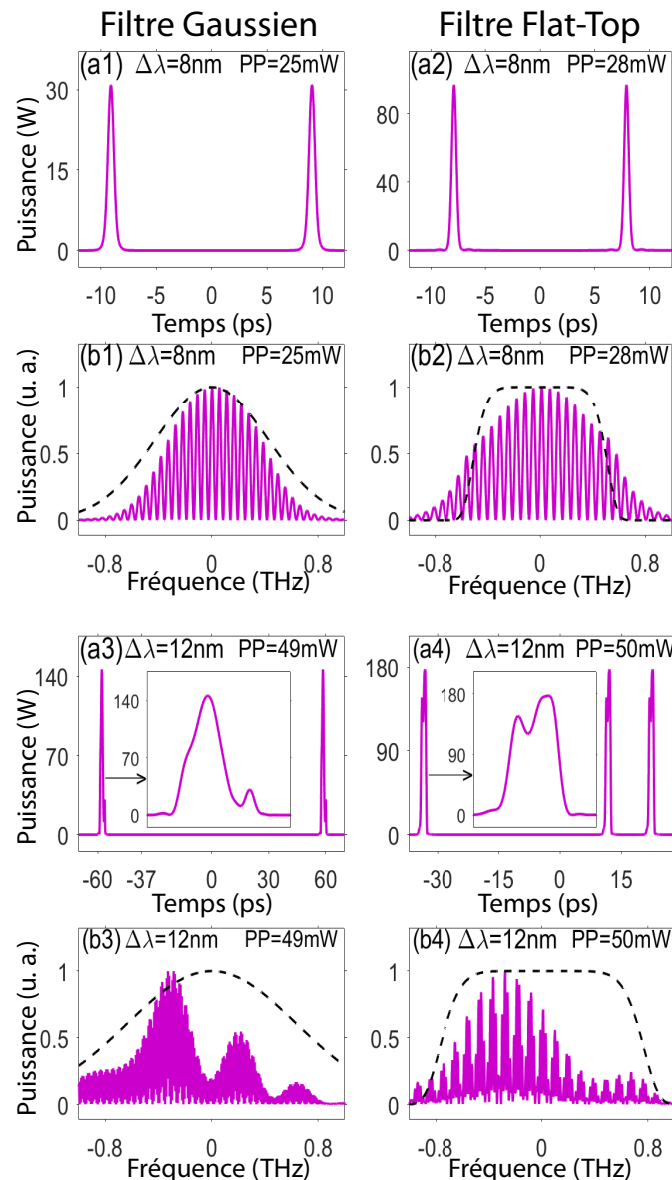 Filtre Gaussien Filtre Flat-Top
(a1) Δλ=8nm PP=25mW
Puissance (W)
30
15
0
-10 -5 0 5 10
Temps (ps)
(a2) Δλ=8nm PP=28mW
80
40
0
-10 -5 0 5 10
Temps (ps)
(b1) Δλ=8nm PP=25mW
Puissance (u. a.)
1
0.5
0
-0.8 0 0.8
Fréquence (THz)
(b2) Δλ=8nm PP=28mW
1
0.5
0
-0.8 0 0.8
Fréquence (THz)
(a3) Δλ=12nm PP=49mW
Puissance (W)
140
70
0
140
70
0
-60 -37 0 30 60
Temps (ps)
(a4) Δλ=12nm PP=50mW
180
90
0
180
90
0
-30 -15 0 15
Temps (ps)
(b3) Δλ=12nm PP=49mW
Puissance (u. a.)
1
0.5
0
-0.8 0 0.8
Fréquence (THz)
(b4) Δλ=12nm PP=50mW
1
0.5
0
-0.8 0 0.8
Fréquence (THz)